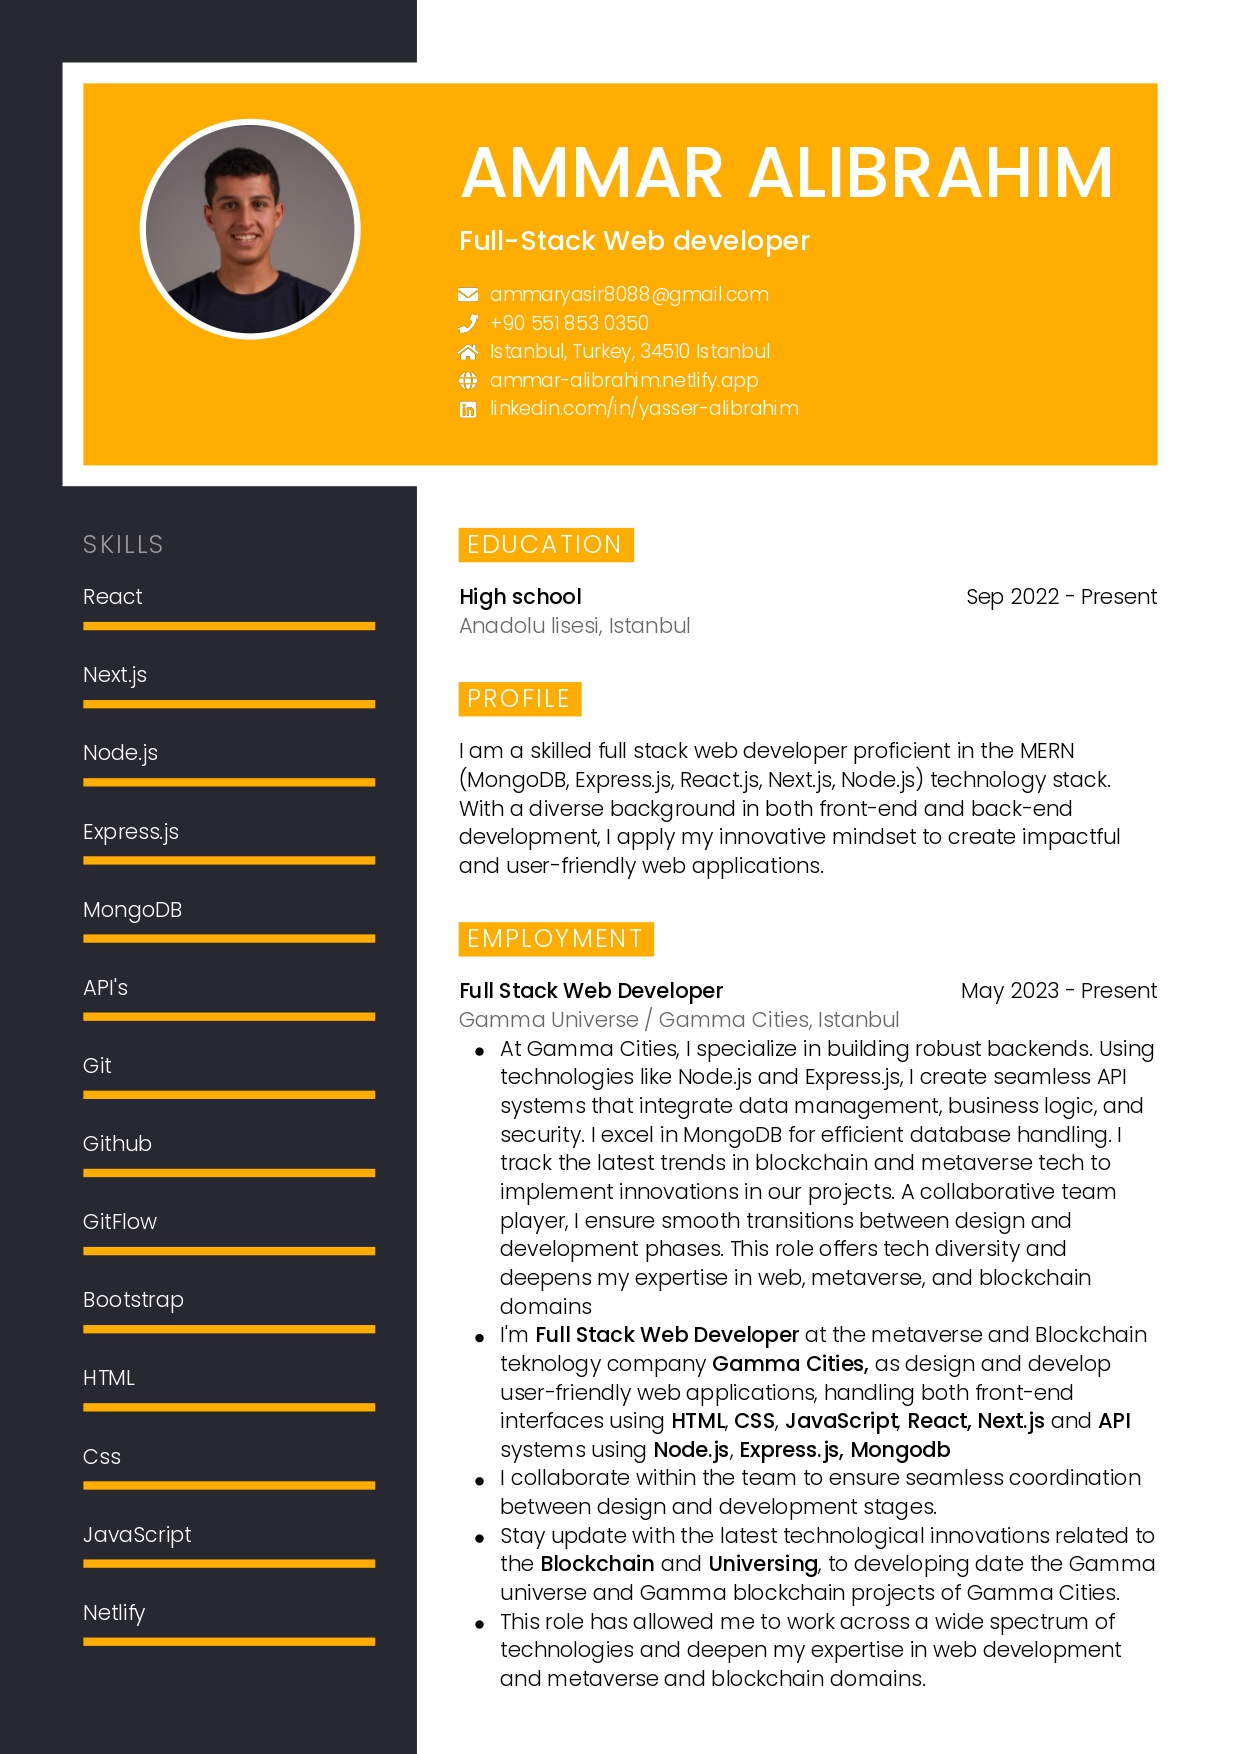 AMMAR ALIBRAHIM
Full-Stack Web developer
ammaryasir8088@gmail.com
+90 551 853 0350
Istanbul, Turkey, 34510 Istanbul
ammar-alibrahim.netlify.app
linkedin.com/in/yasser-alibrahim
SKILLS
React
Next.js
Node.js
Express.js
MongoDB
API's
Git
Github
GitFlow
Bootstrap
HTML
Css
JavaScript
Netlify
EDUCATION
High school Sep 2022 - Present
Anadolu lisesi, Istanbul
PROFILE
I am a skilled full stack web developer proficient in the MERN
(MongoDB, Express.js, React.js, Next.js, Node.js) technology stack.
With a diverse background in both front-end and back-end
development, I apply my innovative mindset to create impactful
and user-friendly web applications.
EMPLOYMENT
Full Stack Web Developer May 2023 - Present
Gamma Universe / Gamma Cities, Istanbul
• At Gamma Cities, I specialize in building robust backends. Using
technologies like Node.js and Express.js, I create seamless API
systems that integrate data management, business logic, and
security. I excel in MongoDB for efficient database handling. I
track the latest trends in blockchain and metaverse tech to
implement innovations in our projects. A collaborative team
player, I ensure smooth transitions between design and
development phases. This role offers tech diversity and
deepens my expertise in web, metaverse, and blockchain
domains
• I'm Full Stack Web Developer at the metaverse and Blockchain
teknology company Gamma Cities, as design and develop
user-friendly web applications, handling both front-end
interfaces using HTML, CSS, JavaScript, React, Next.js and API
systems using Node.js, Express.js, Mongodb
• I collaborate within the team to ensure seamless coordination
between design and development stages.
• Stay update with the latest technological innovations related to
the Blockchain and Universing, to developing date the Gamma
universe and Gamma blockchain projects of Gamma Cities.
• This role has allowed me to work across a wide spectrum of
technologies and deepen my expertise in web development
and metaverse and blockchain domains.